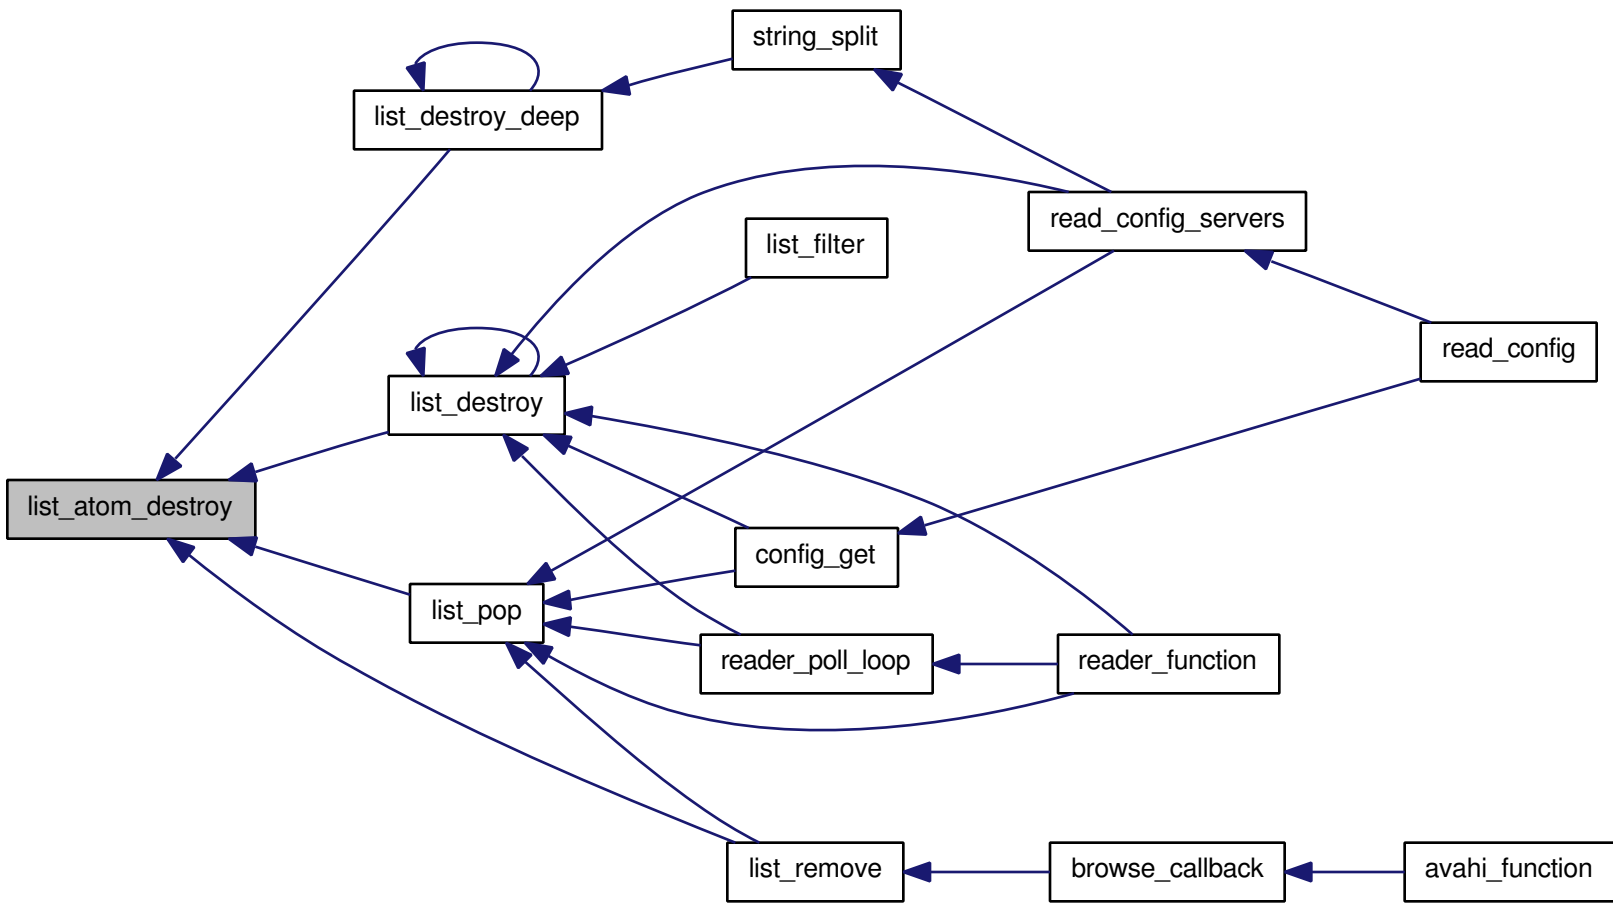 string_split
list_destroy_deep
read_config_servers
list_filter
read_config
list_destroy
list_atom_destroy
config_get
list_pop
reader_poll_loop
reader_function
list_remove
browse_callback
avahi_function